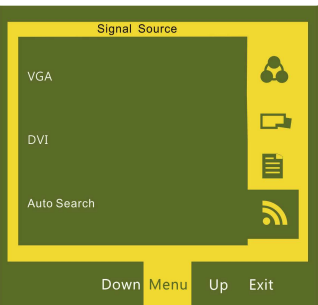 Signal Source
VGA
DVI
Auto Search
Down Menu Up Exit